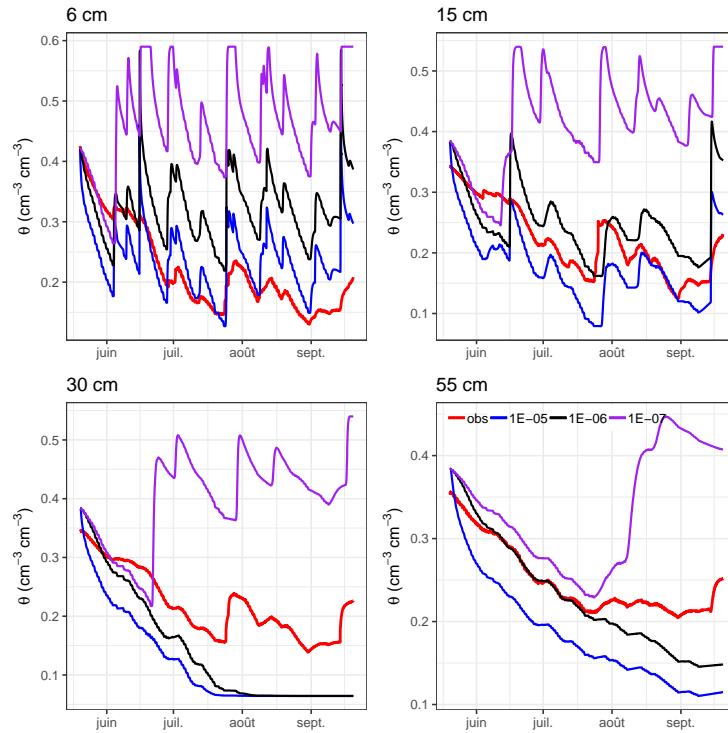 6 cm
0.6
0.5
0.4
0.3
0.2
θ (cm⁻³ cm⁻³)
juin juil. août sept.
15 cm
0.5
0.4
0.3
0.2
0.1
θ (cm⁻³ cm⁻³)
juin juil. août sept.
30 cm
0.5
0.4
0.3
0.2
0.1
θ (cm⁻³ cm⁻³)
juin juil. août sept.
55 cm
obs 1E−05 1E−06 1E−07
0.4
0.3
0.2
0.1
θ (cm⁻³ cm⁻³)
juin juil. août sept.